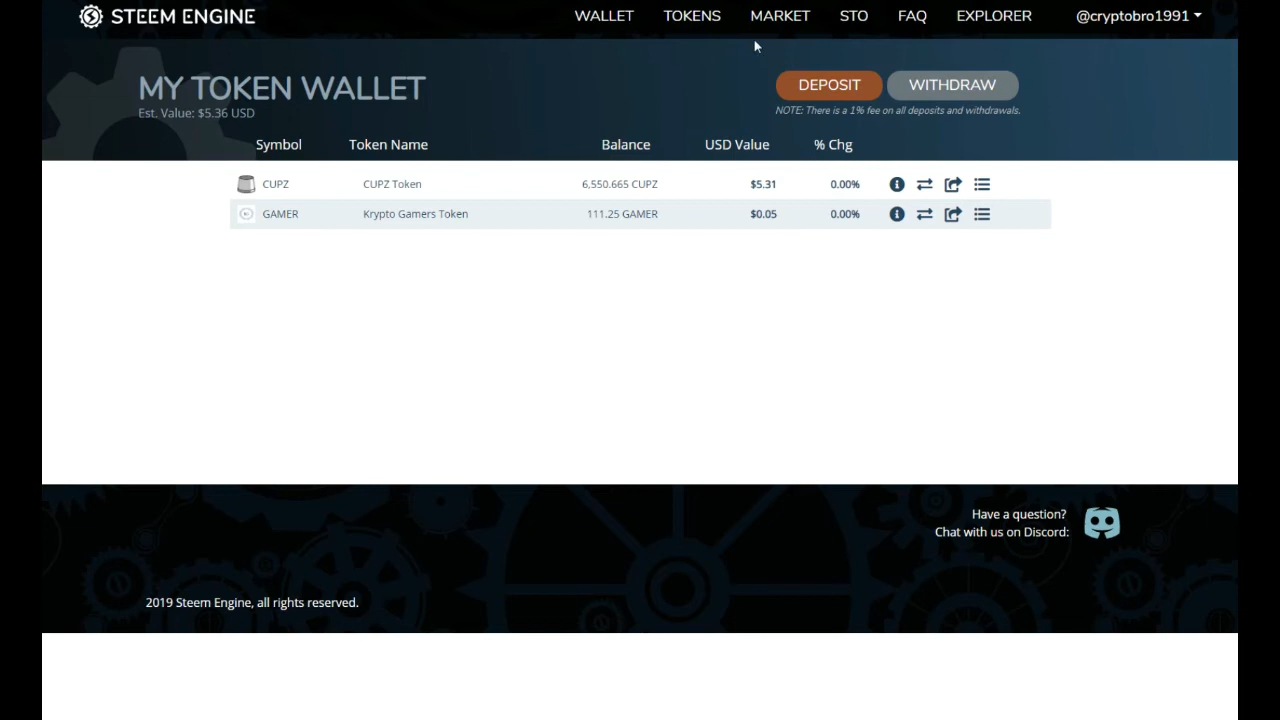 STEEM ENGINE WALLET TOKENS MARKET STO FAQ EXPLORER @cryptobro1991
MY TOKEN WALLET DEPOSIT WITHDRAW
Est. Value: $5.36 USD NOTE: There is a 1% fee on all deposits and withdrawals.
Symbol Token Name Balance USD Value % Chg
CUPZ CUPZ Token 6,550.665 CUPZ $5.31 0.00%
GAMER Krypto Gamers Token 111.25 GAMER $0.05 0.00%
Have a question?
Chat with us on Discord:
2019 Steem Engine, all rights reserved.